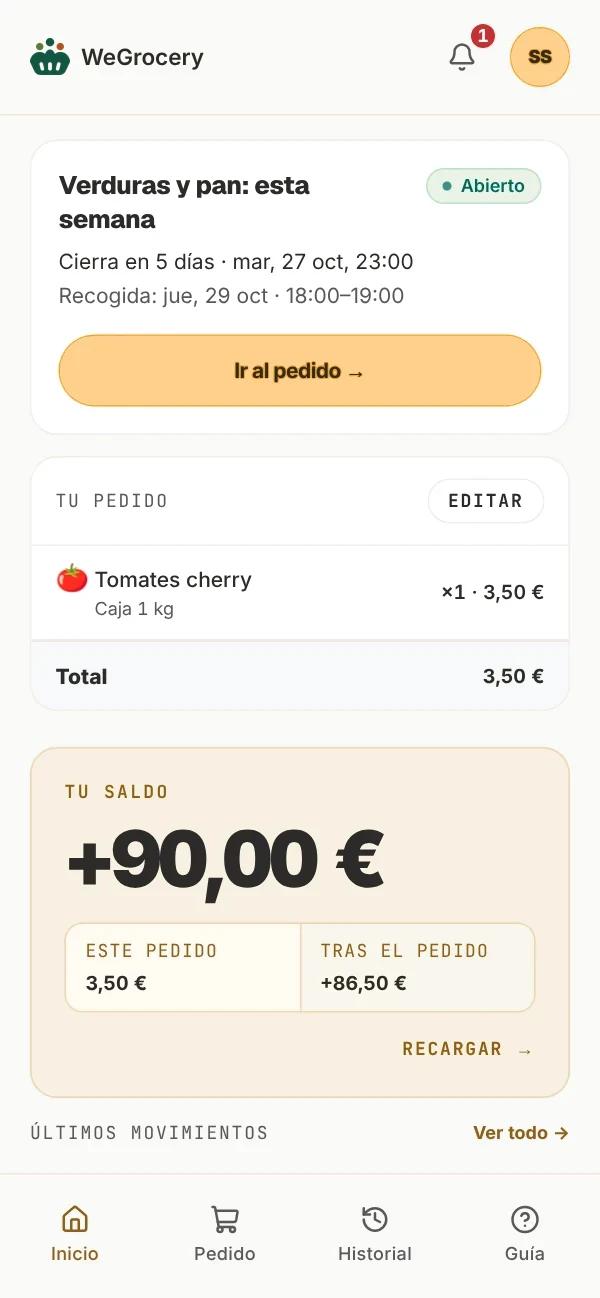 WeGrocery
1
SS
Verduras y pan: esta
semana
Abierto
Cierra en 5 días · mar, 27 oct, 23:00
Recogida: jue, 29 oct · 18:00–19:00
Ir al pedido →
TU PEDIDO
EDITAR
Tomates cherry
Caja 1 kg
×1 · 3,50 €
Total
3,50 €
TU SALDO
+90,00 €
ESTE PEDIDO
3,50 €
TRAS EL PEDIDO
+86,50 €
RECARGAR →
ÚLTIMOS MOVIMIENTOS
Ver todo →
Inicio
Pedido
Historial
Guía